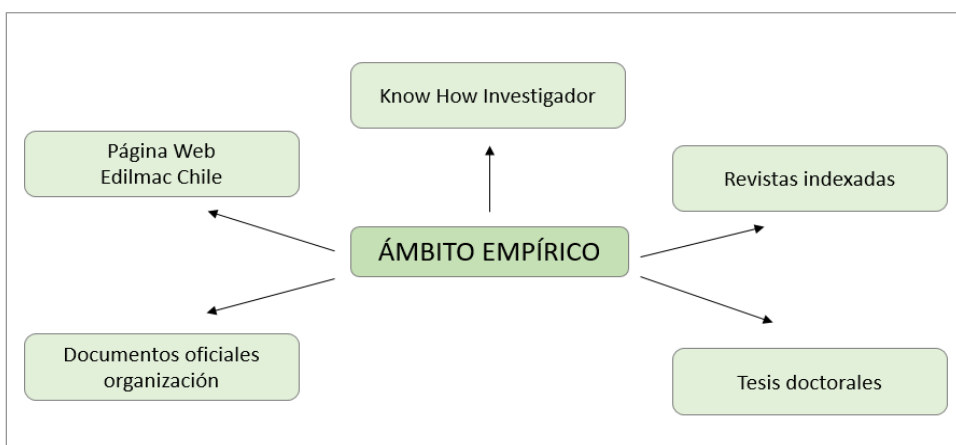 Know How Investigador
Página Web
Edilmac Chile
Revistas indexadas
ÁMBITO EMPÍRICO
Documentos oficiales
organización
Tesis doctorales